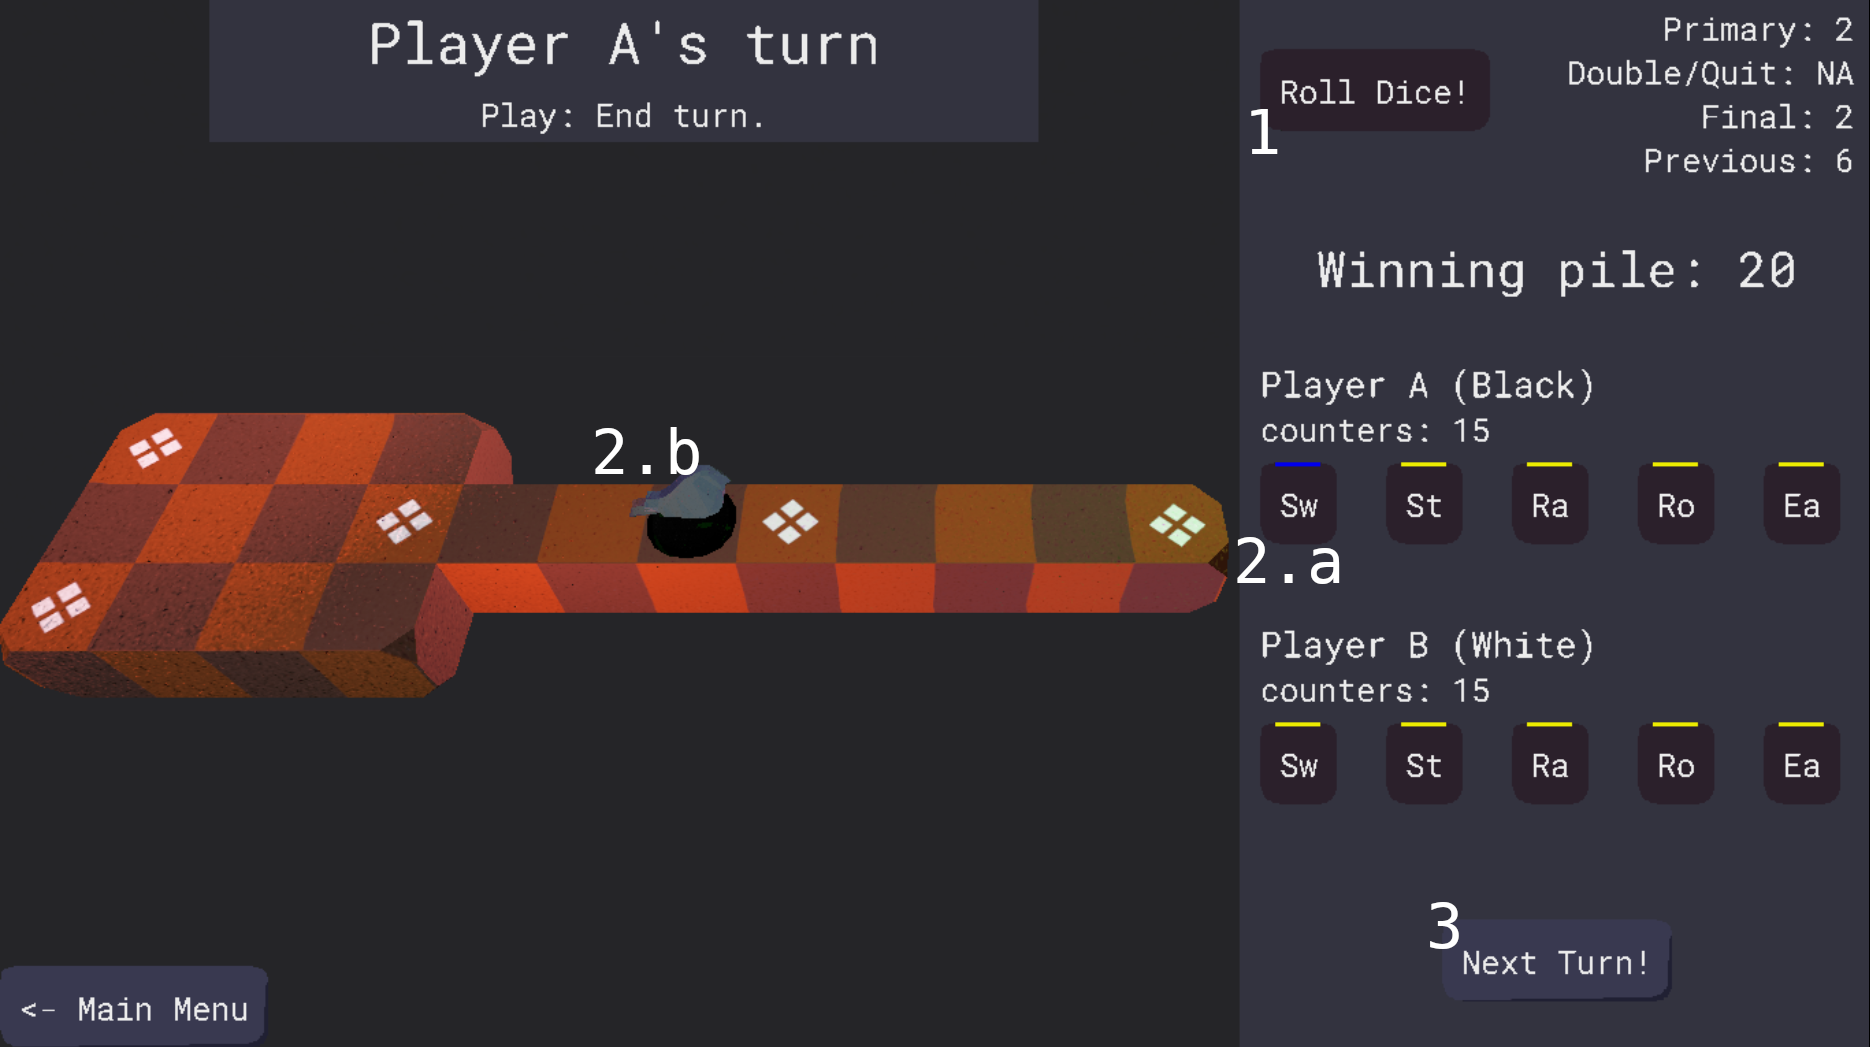 Player A's turn
Play: End turn.
Roll Dice!
1
Primary: 2
Double/Quit: NA
Final: 2
Previous: 6
Winning pile: 20
Player A (Black)
counters: 15
Sw St Ra Ro Ea
2.b
2.a
Player B (White)
counters: 15
Sw St Ra Ro Ea
3
Next Turn!
<- Main Menu